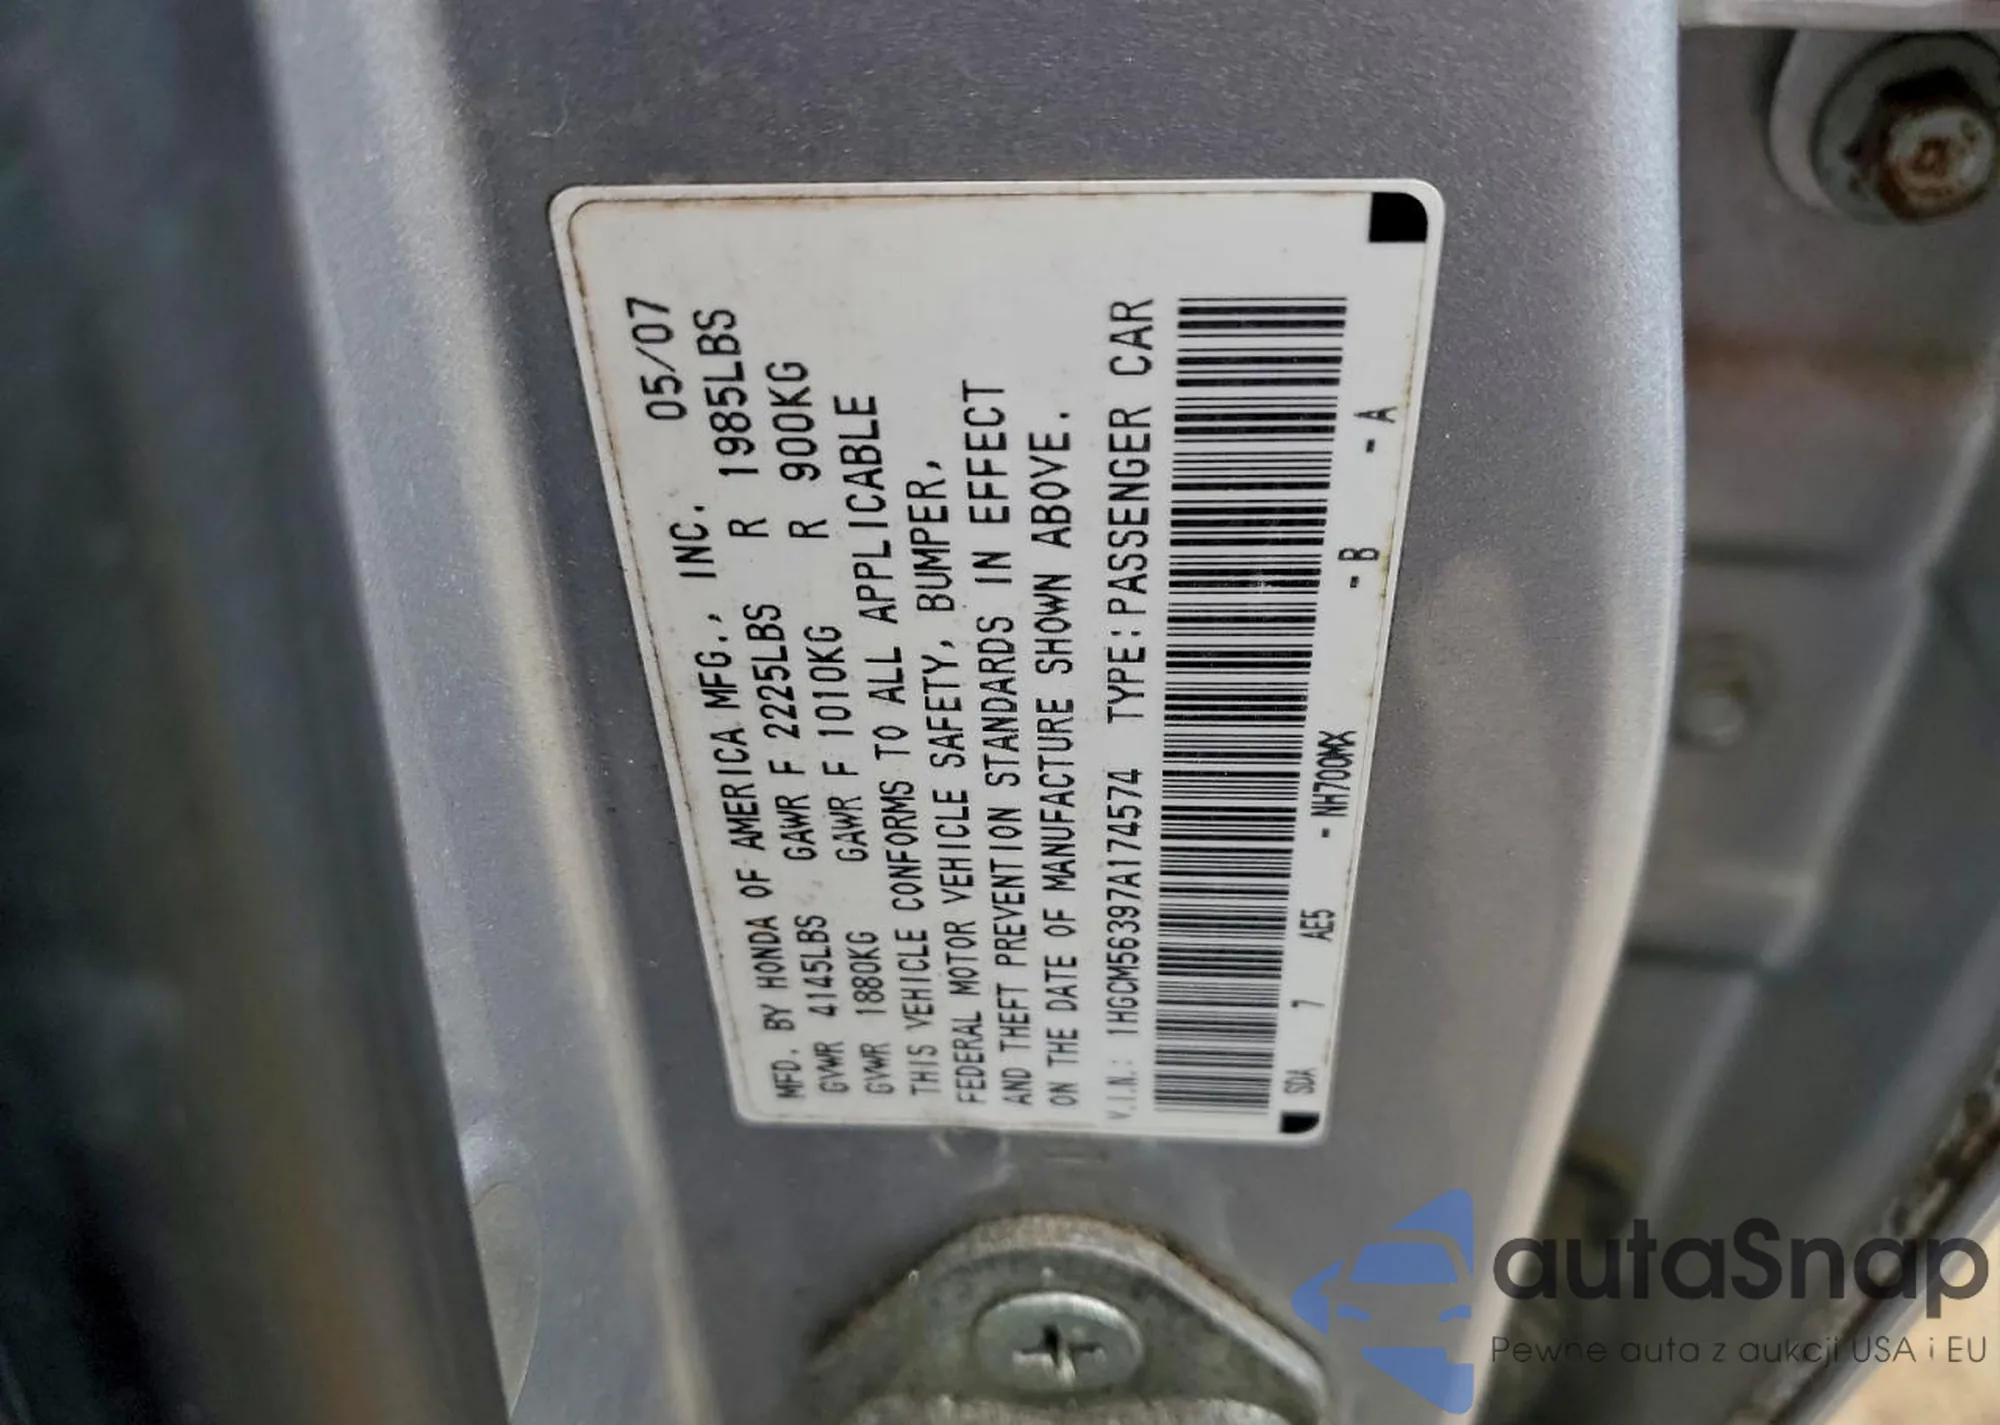 MFD. BY HONDA OF AMERICA MFG., INC. 05/07
GVWR 4145LBS GAWR F 2225LBS R 1985LBS
GVWR 1880KG GAWR F 1010KG R 900KG
THIS VEHICLE CONFORMS TO ALL APPLICABLE
FEDERAL MOTOR VEHICLE SAFETY, BUMPER,
AND THEFT PREVENTION STANDARDS IN EFFECT
ON THE DATE OF MANUFACTURE SHOWN ABOVE.
V.I.N.: 1HGCM56397A174574 TYPE:PASSENGER CAR
SDA 7 AE5 - NH700MX - B - A
autaSnap
Pewne auta z aukcji USA i EU